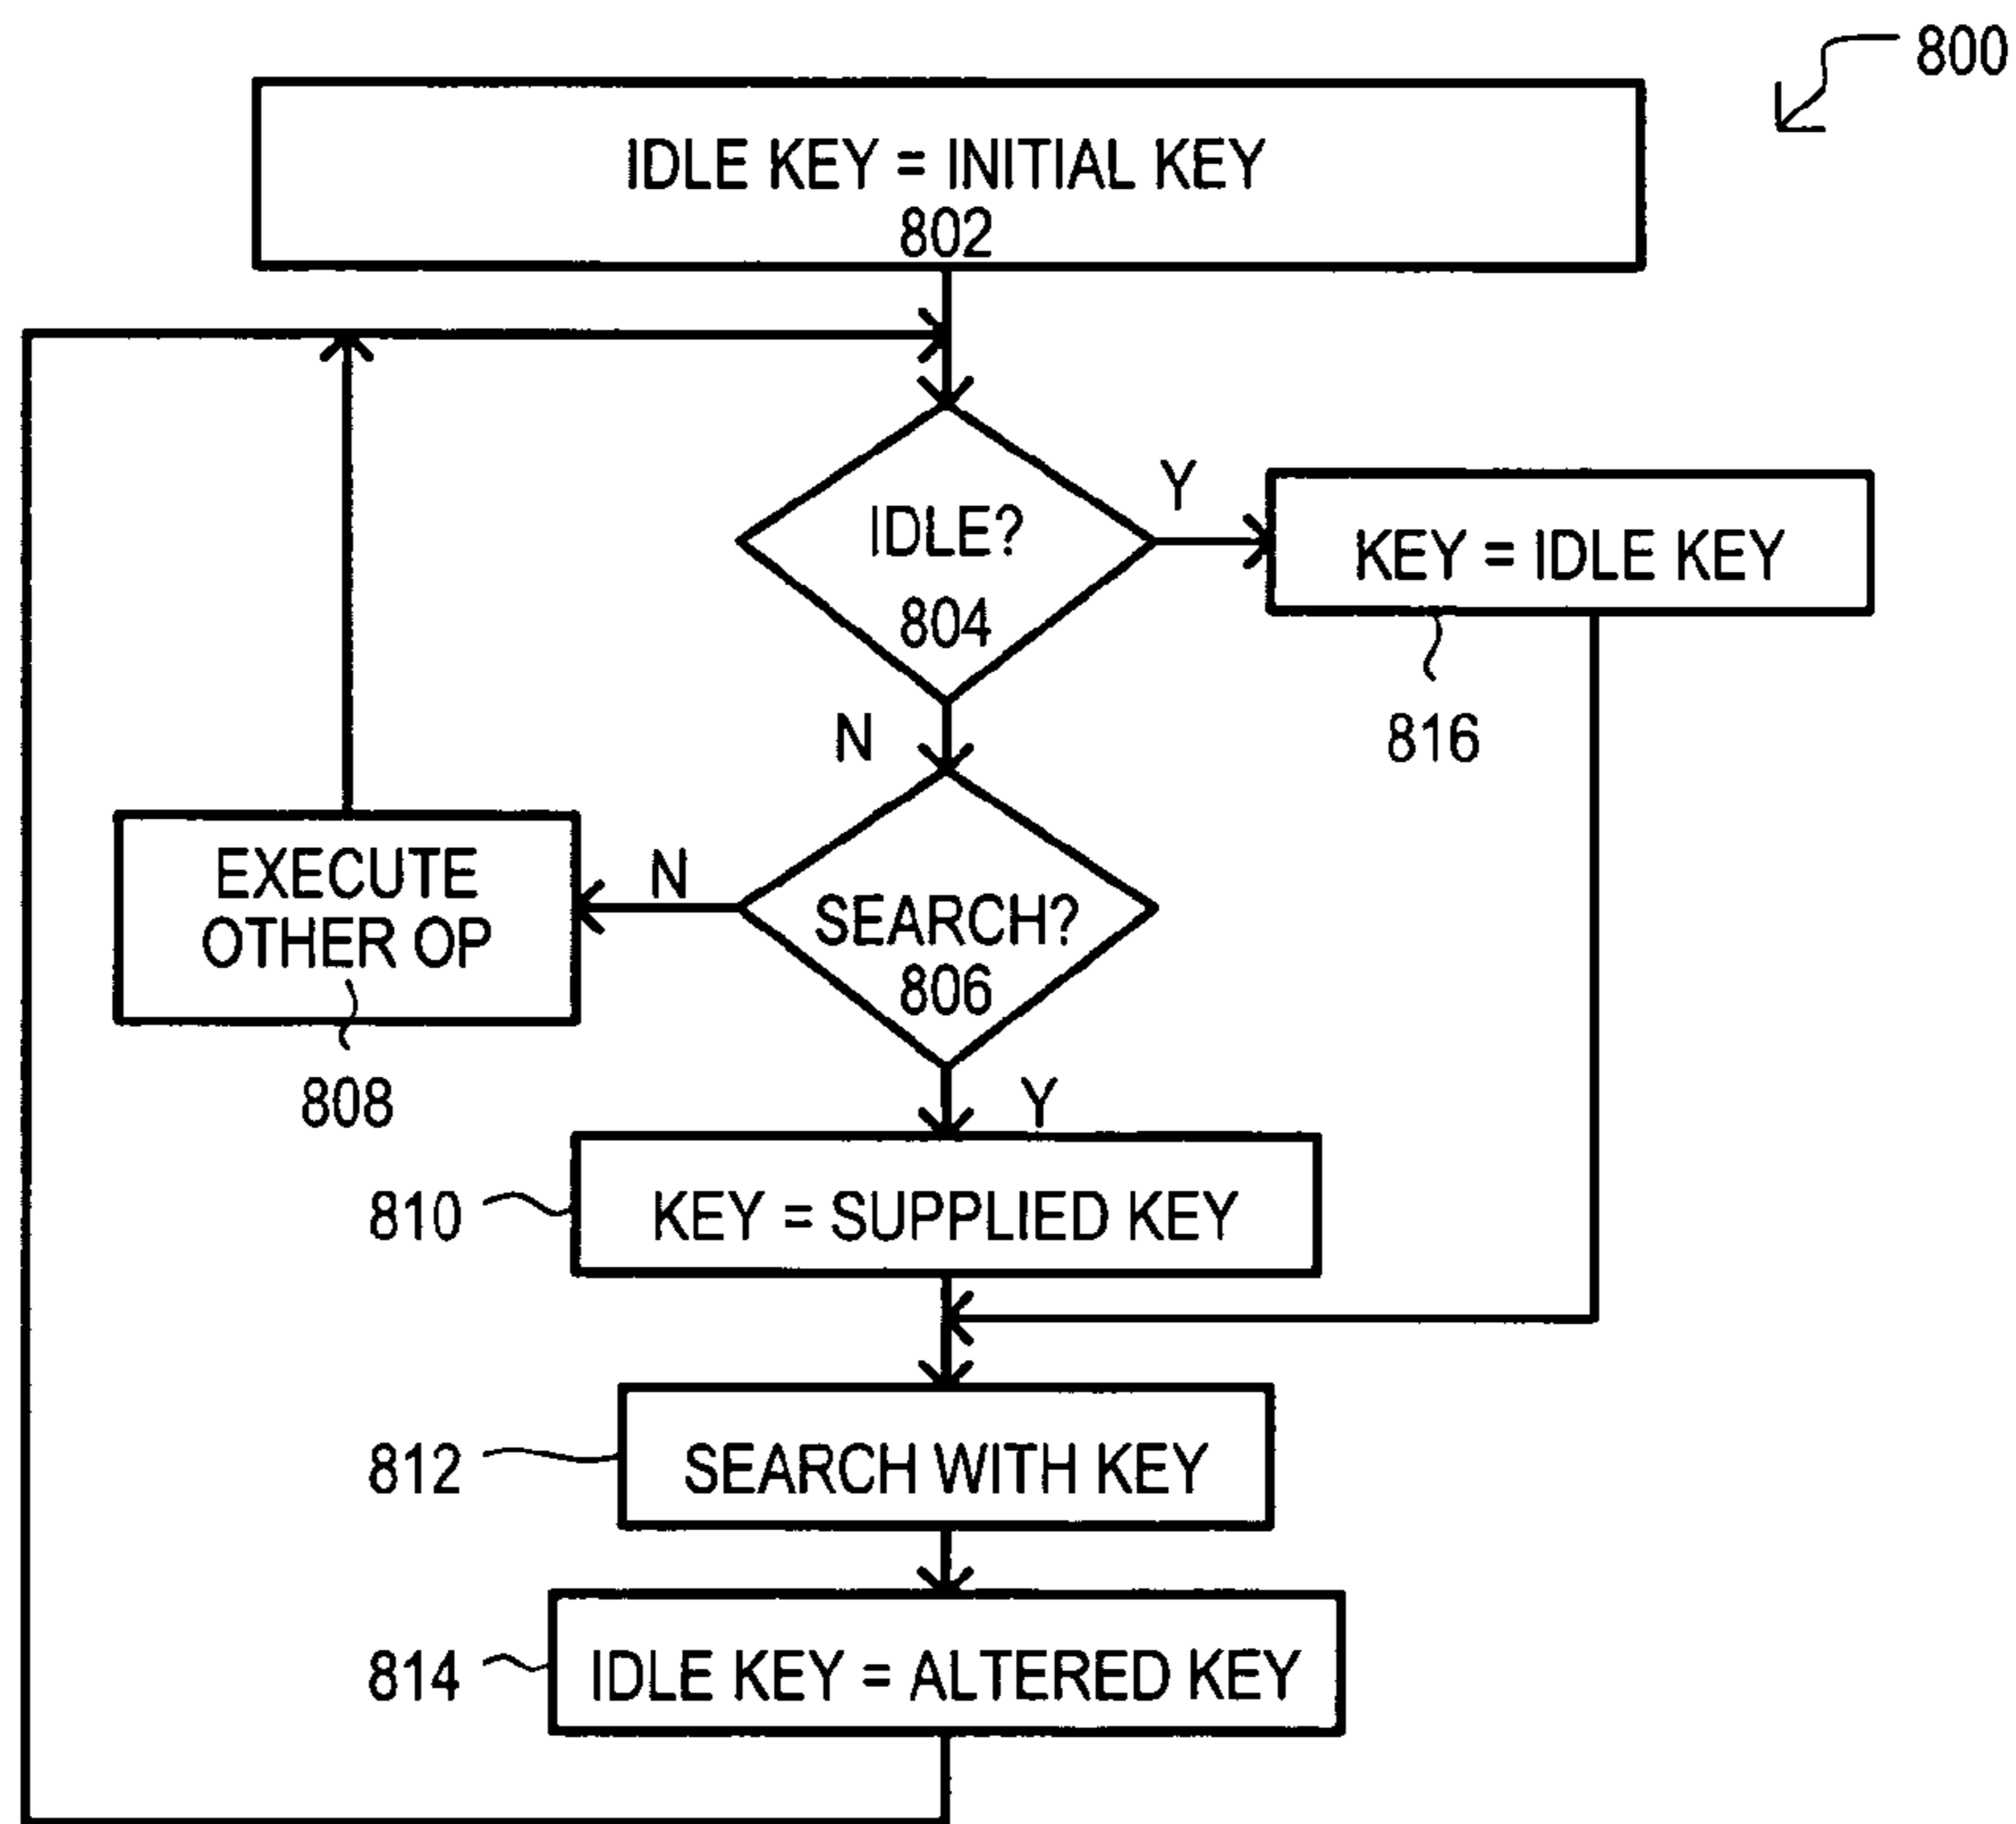 800
IDLE KEY = INITIAL KEY
802
IDLE?
804
Y
KEY = IDLE KEY
816
N
EXECUTE
OTHER OP
808
N
SEARCH?
806
Y
810
KEY = SUPPLIED KEY
812
SEARCH WITH KEY
814
IDLE KEY = ALTERED KEY